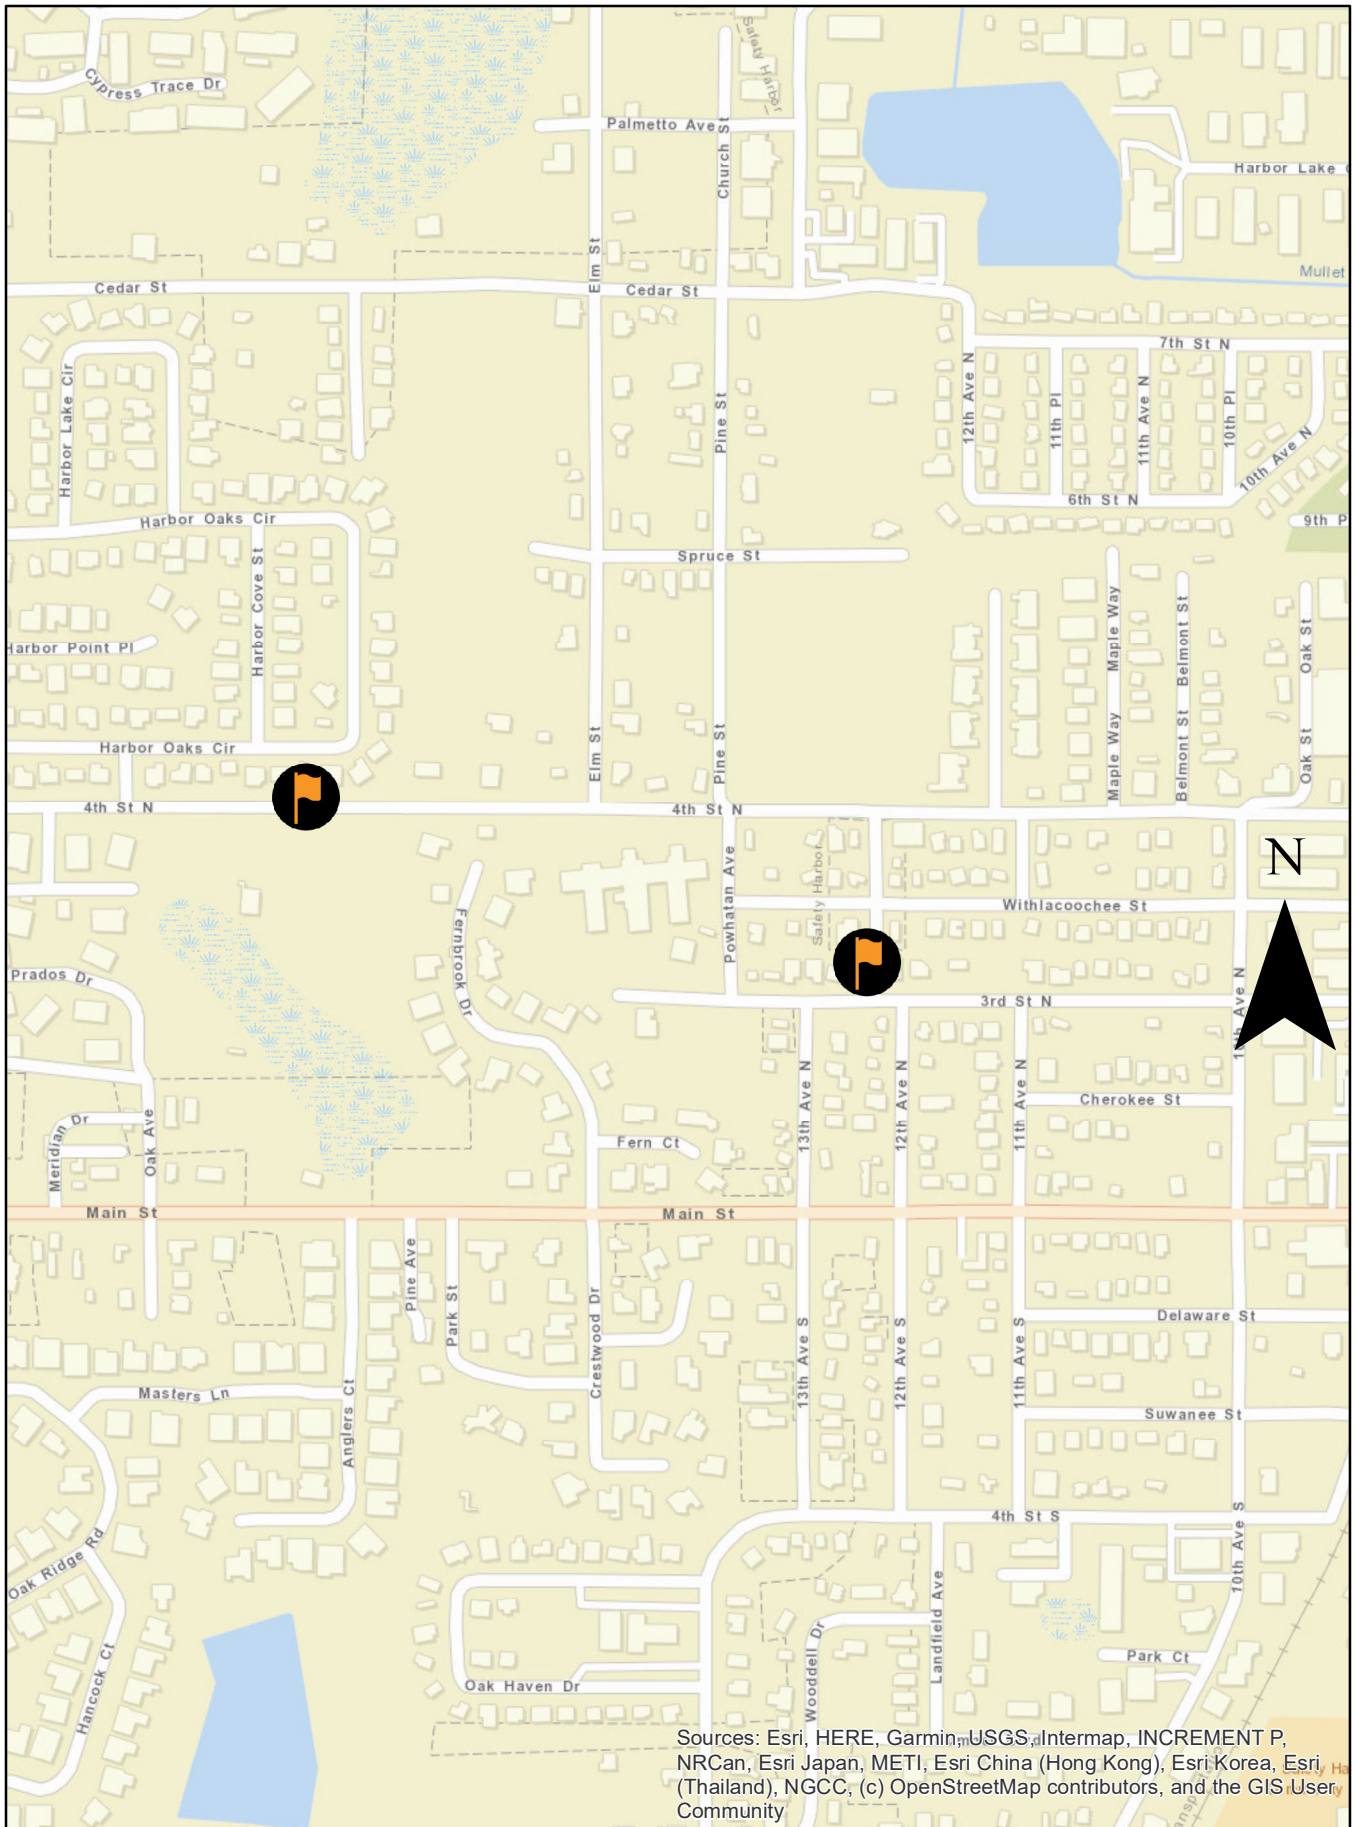 Safety Harbor
Cypress Trace Dr
Palmetto Ave
Church St
Harbor Lake
Elm St
Mullet
Cedar St
Cedar St
7th St N
Harbor Lake Cir
12th Ave N
11th Pl
11th Ave N
10th Pl
Pine St
10th Ave N
6th St N
Harbor Oaks Cir
9th P
Spruce St
Harbor Cove St
Maple Way
Belmont St
Oak St
Harbor Point Pl
Harbor Oaks Cir
Elm St
Pine St
Maple Way
Belmont St
Oak St
4th St N
4th St N
N
Safety Harbor
Powhatan Ave
Withlacoochee St
Fernbrook Dr
Prados Dr
3rd St N
10th Ave N
13th Ave N
12th Ave N
11th Ave N
Cherokee St
Meridian Dr
Oak Ave
Fern Ct
Main St
Main St
Pine Ave
Park St
Crestwood Dr
13th Ave S
12th Ave S
11th Ave S
Delaware St
Masters Ln
Anglers Ct
Suwanee St
4th St S
10th Ave S
Oak Ridge Rd
Landfield Ave
Wooddell Dr
Park Ct
Hancock Ct
Oak Haven Dr
Sources: Esri, HERE, Garmin, USGS, Intermap, INCREMENT P,
NRCan, Esri Japan, METI, Esri China (Hong Kong), Esri Korea, Esri
(Thailand), NGCC, (c) OpenStreetMap contributors, and the GIS User
Community